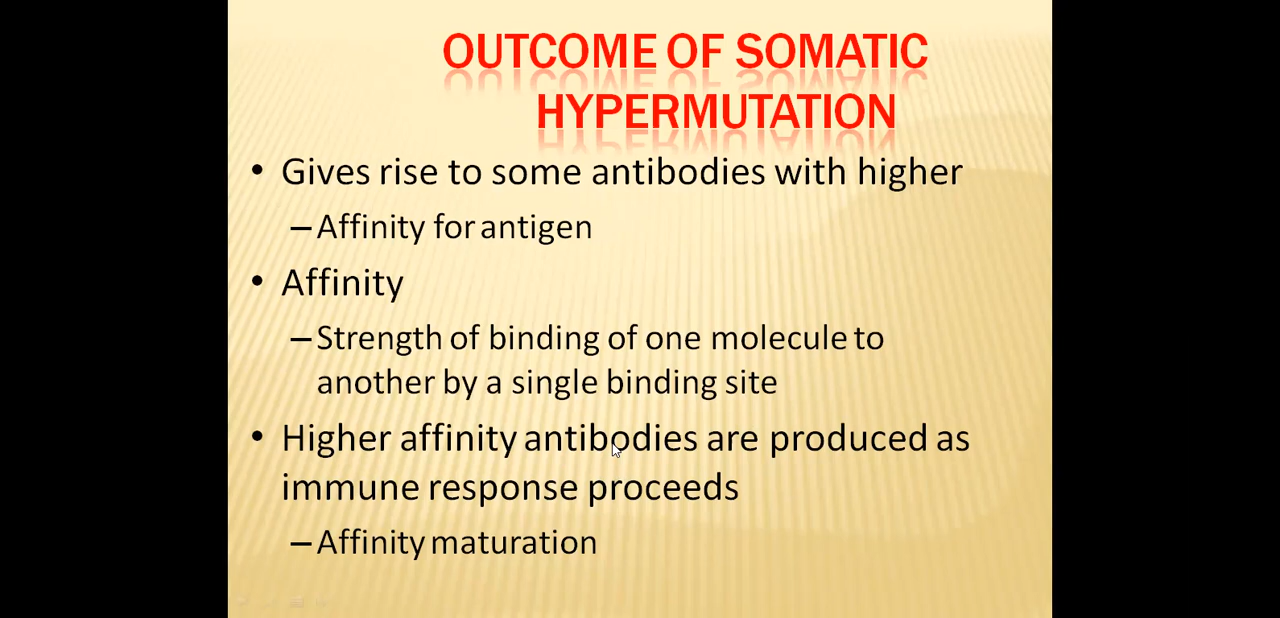 OUTCOME OF SOMATIC
HYPERMUTATION
• Gives rise to some antibodies with higher
– Affinity for antigen
• Affinity
– Strength of binding of one molecule to
another by a single binding site
• Higher affinity antibodies are produced as
immune response proceeds
– Affinity maturation